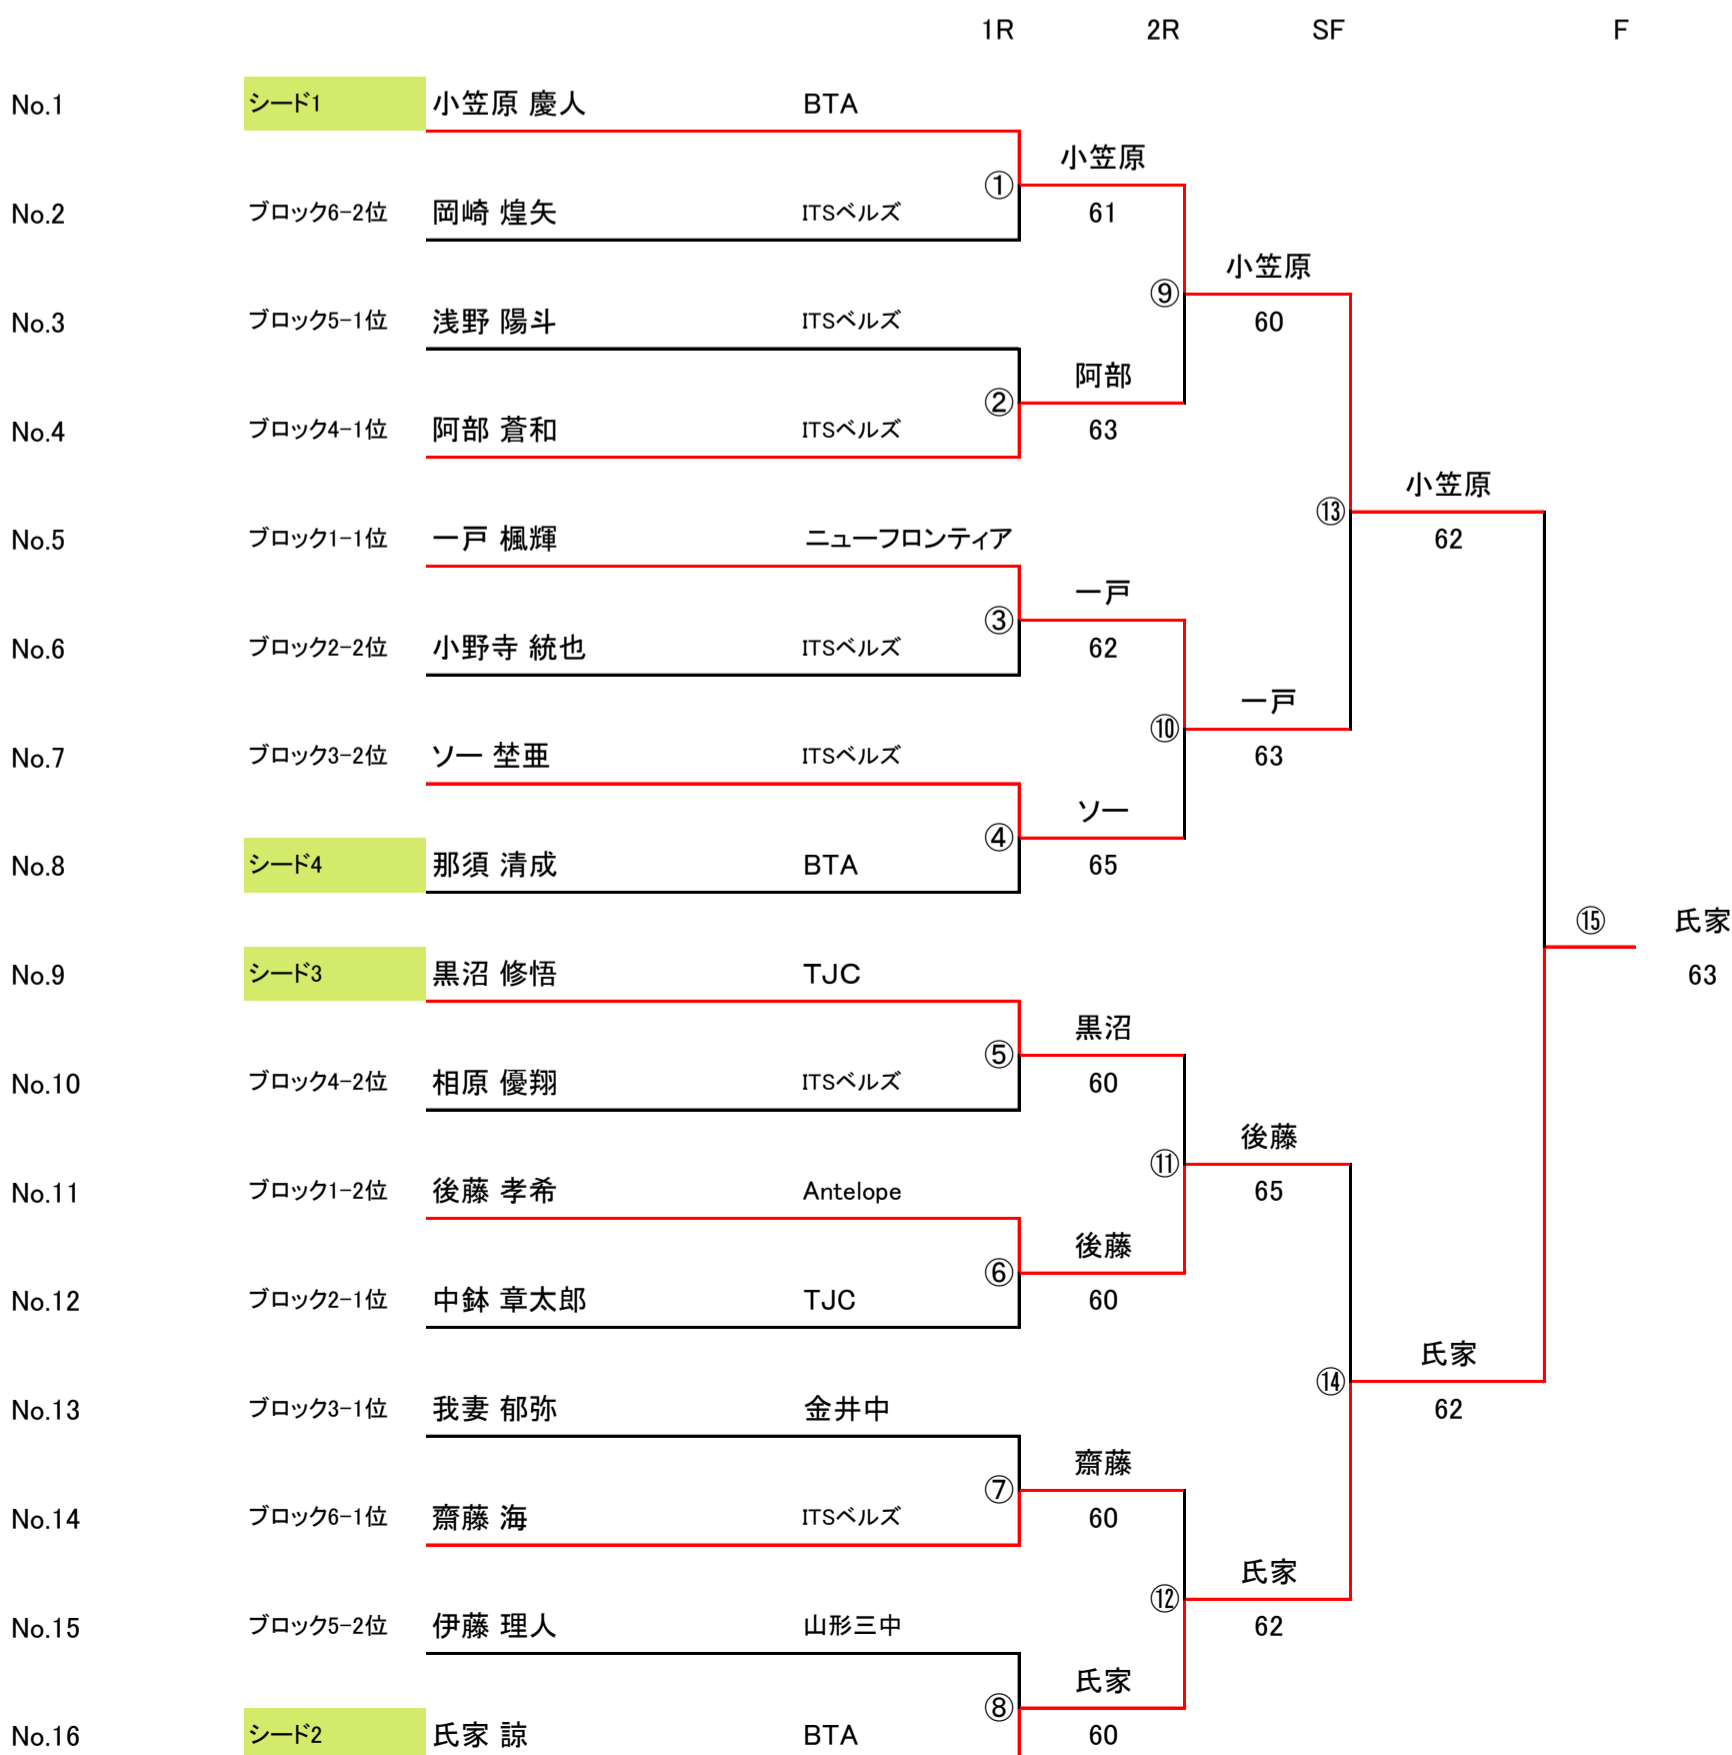 1R 2R SF F
No.1 シード1 小笠原 慶人 BTA
小笠原
①
No.2 ブロック6-2位 岡崎 煌矢 ITSベルズ 61
小笠原
⑨
No.3 ブロック5-1位 浅野 陽斗 ITSベルズ 60
阿部
②
No.4 ブロック4-1位 阿部 蒼和 ITSベルズ 63
小笠原
⑬
No.5 ブロック1-1位 一戸 楓輝 ニューフロンティア 62
一戸
③
No.6 ブロック2-2位 小野寺 統也 ITSベルズ 62
一戸
⑩
No.7 ブロック3-2位 ソー 埜亜 ITSベルズ 63
ソー
④
No.8 シード4 那須 清成 BTA 65
⑮ 氏家
No.9 シード3 黒沼 修悟 TJC 63
黒沼
⑤
No.10 ブロック4-2位 相原 優翔 ITSベルズ 60
後藤
⑪
No.11 ブロック1-2位 後藤 孝希 Antelope 65
後藤
⑥
No.12 ブロック2-1位 中鉢 章太郎 TJC 60
氏家
⑭
No.13 ブロック3-1位 我妻 郁弥 金井中 62
齋藤
⑦
No.14 ブロック6-1位 齋藤 海 ITSベルズ 60
氏家
⑫
No.15 ブロック5-2位 伊藤 理人 山形三中 62
氏家
⑧
No.16 シード2 氏家 諒 BTA 60